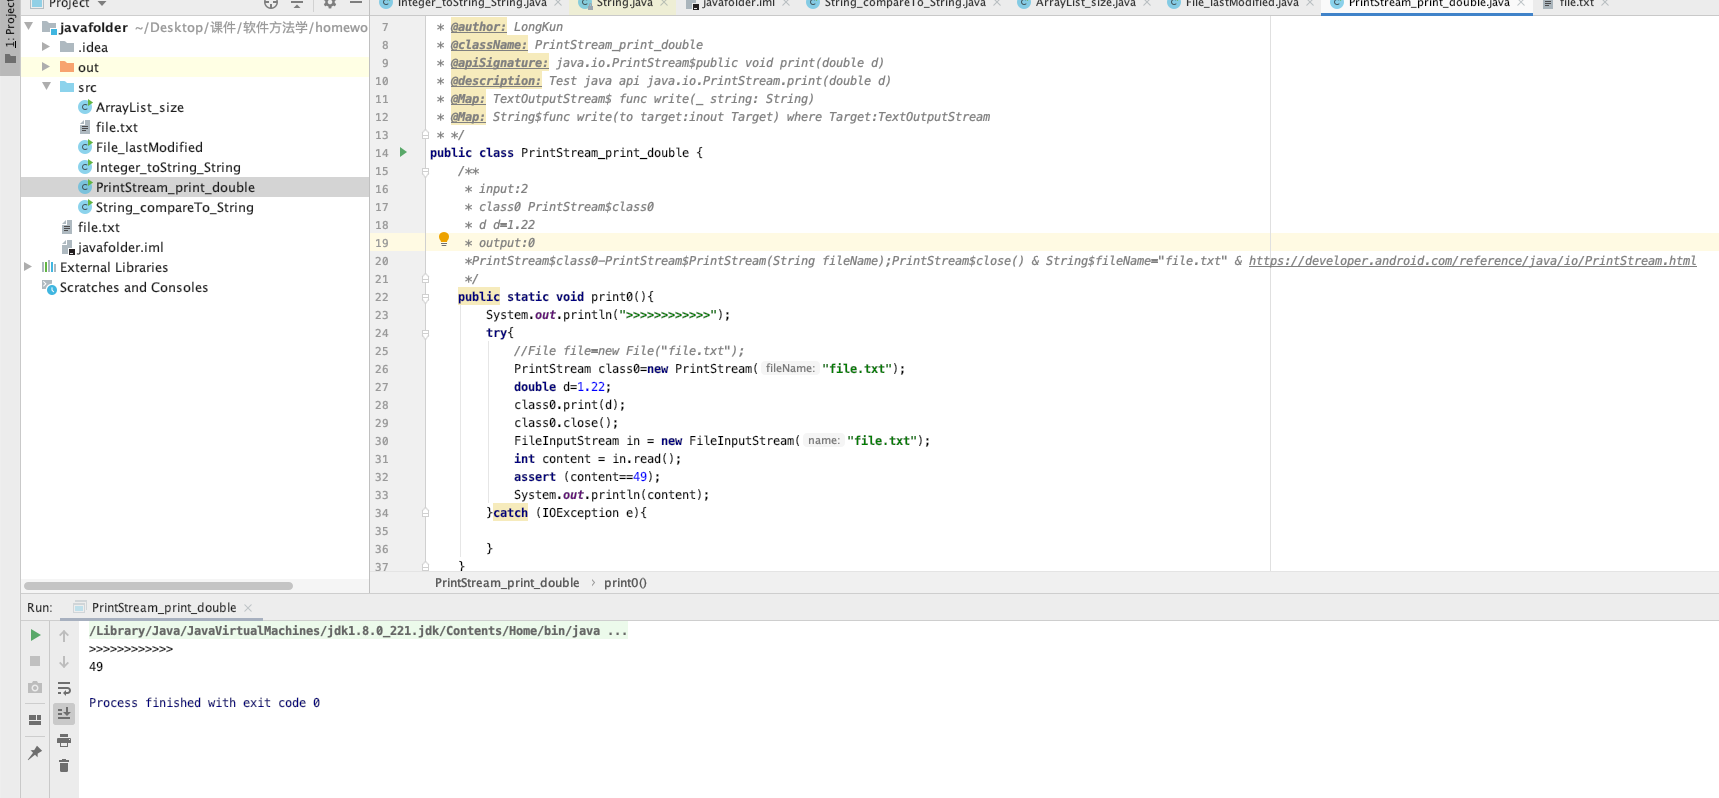 Project
Integer_toString_String.java
String.java
javafolder.iml
String_compareTo_String.java
ArrayList_size.java
File_lastModified.java
PrintStream_print_double.java
file.txt
1: Project
javafolder ~/Desktop/课件/软件方法学/homewo
.idea
out
src
ArrayList_size
file.txt
File_lastModified
Integer_toString_String
PrintStream_print_double
String_compareTo_String
file.txt
javafolder.iml
External Libraries
Scratches and Consoles
7 * @author: LongKun
8 * @className: PrintStream_print_double
9 * @apiSignature: java.io.PrintStream$public void print(double d)
10 * @description: Test java api java.io.PrintStream.print(double d)
11 * @Map: TextOutputStream$ func write(_ string: String)
12 * @Map: String$func write(to target:inout Target) where Target:TextOutputStream
13 * */
14 public class PrintStream_print_double {
15 /**
16 * input:2
17 * class0 PrintStream$class0
18 * d d=1.22
19 * output:0
20 *PrintStream$class0-PrintStream$PrintStream(String fileName);PrintStream$close() & String$fileName="file.txt" & https://developer.android.com/reference/java/io/PrintStream.html
21 */
22 public static void print0(){
23 System.out.println(">>>>>>>>>>>>");
24 try{
25 //File file=new File("file.txt");
26 PrintStream class0=new PrintStream( fileName: "file.txt");
27 double d=1.22;
28 class0.print(d);
29 class0.close();
30 FileInputStream in = new FileInputStream( name: "file.txt");
31 int content = in.read();
32 assert (content==49);
33 System.out.println(content);
34 }catch (IOException e){
35
36 }
37 }
PrintStream_print_double › print0()
Run: PrintStream_print_double
/Library/Java/JavaVirtualMachines/jdk1.8.0_221.jdk/Contents/Home/bin/java ...
>>>>>>>>>>>>
49
Process finished with exit code 0